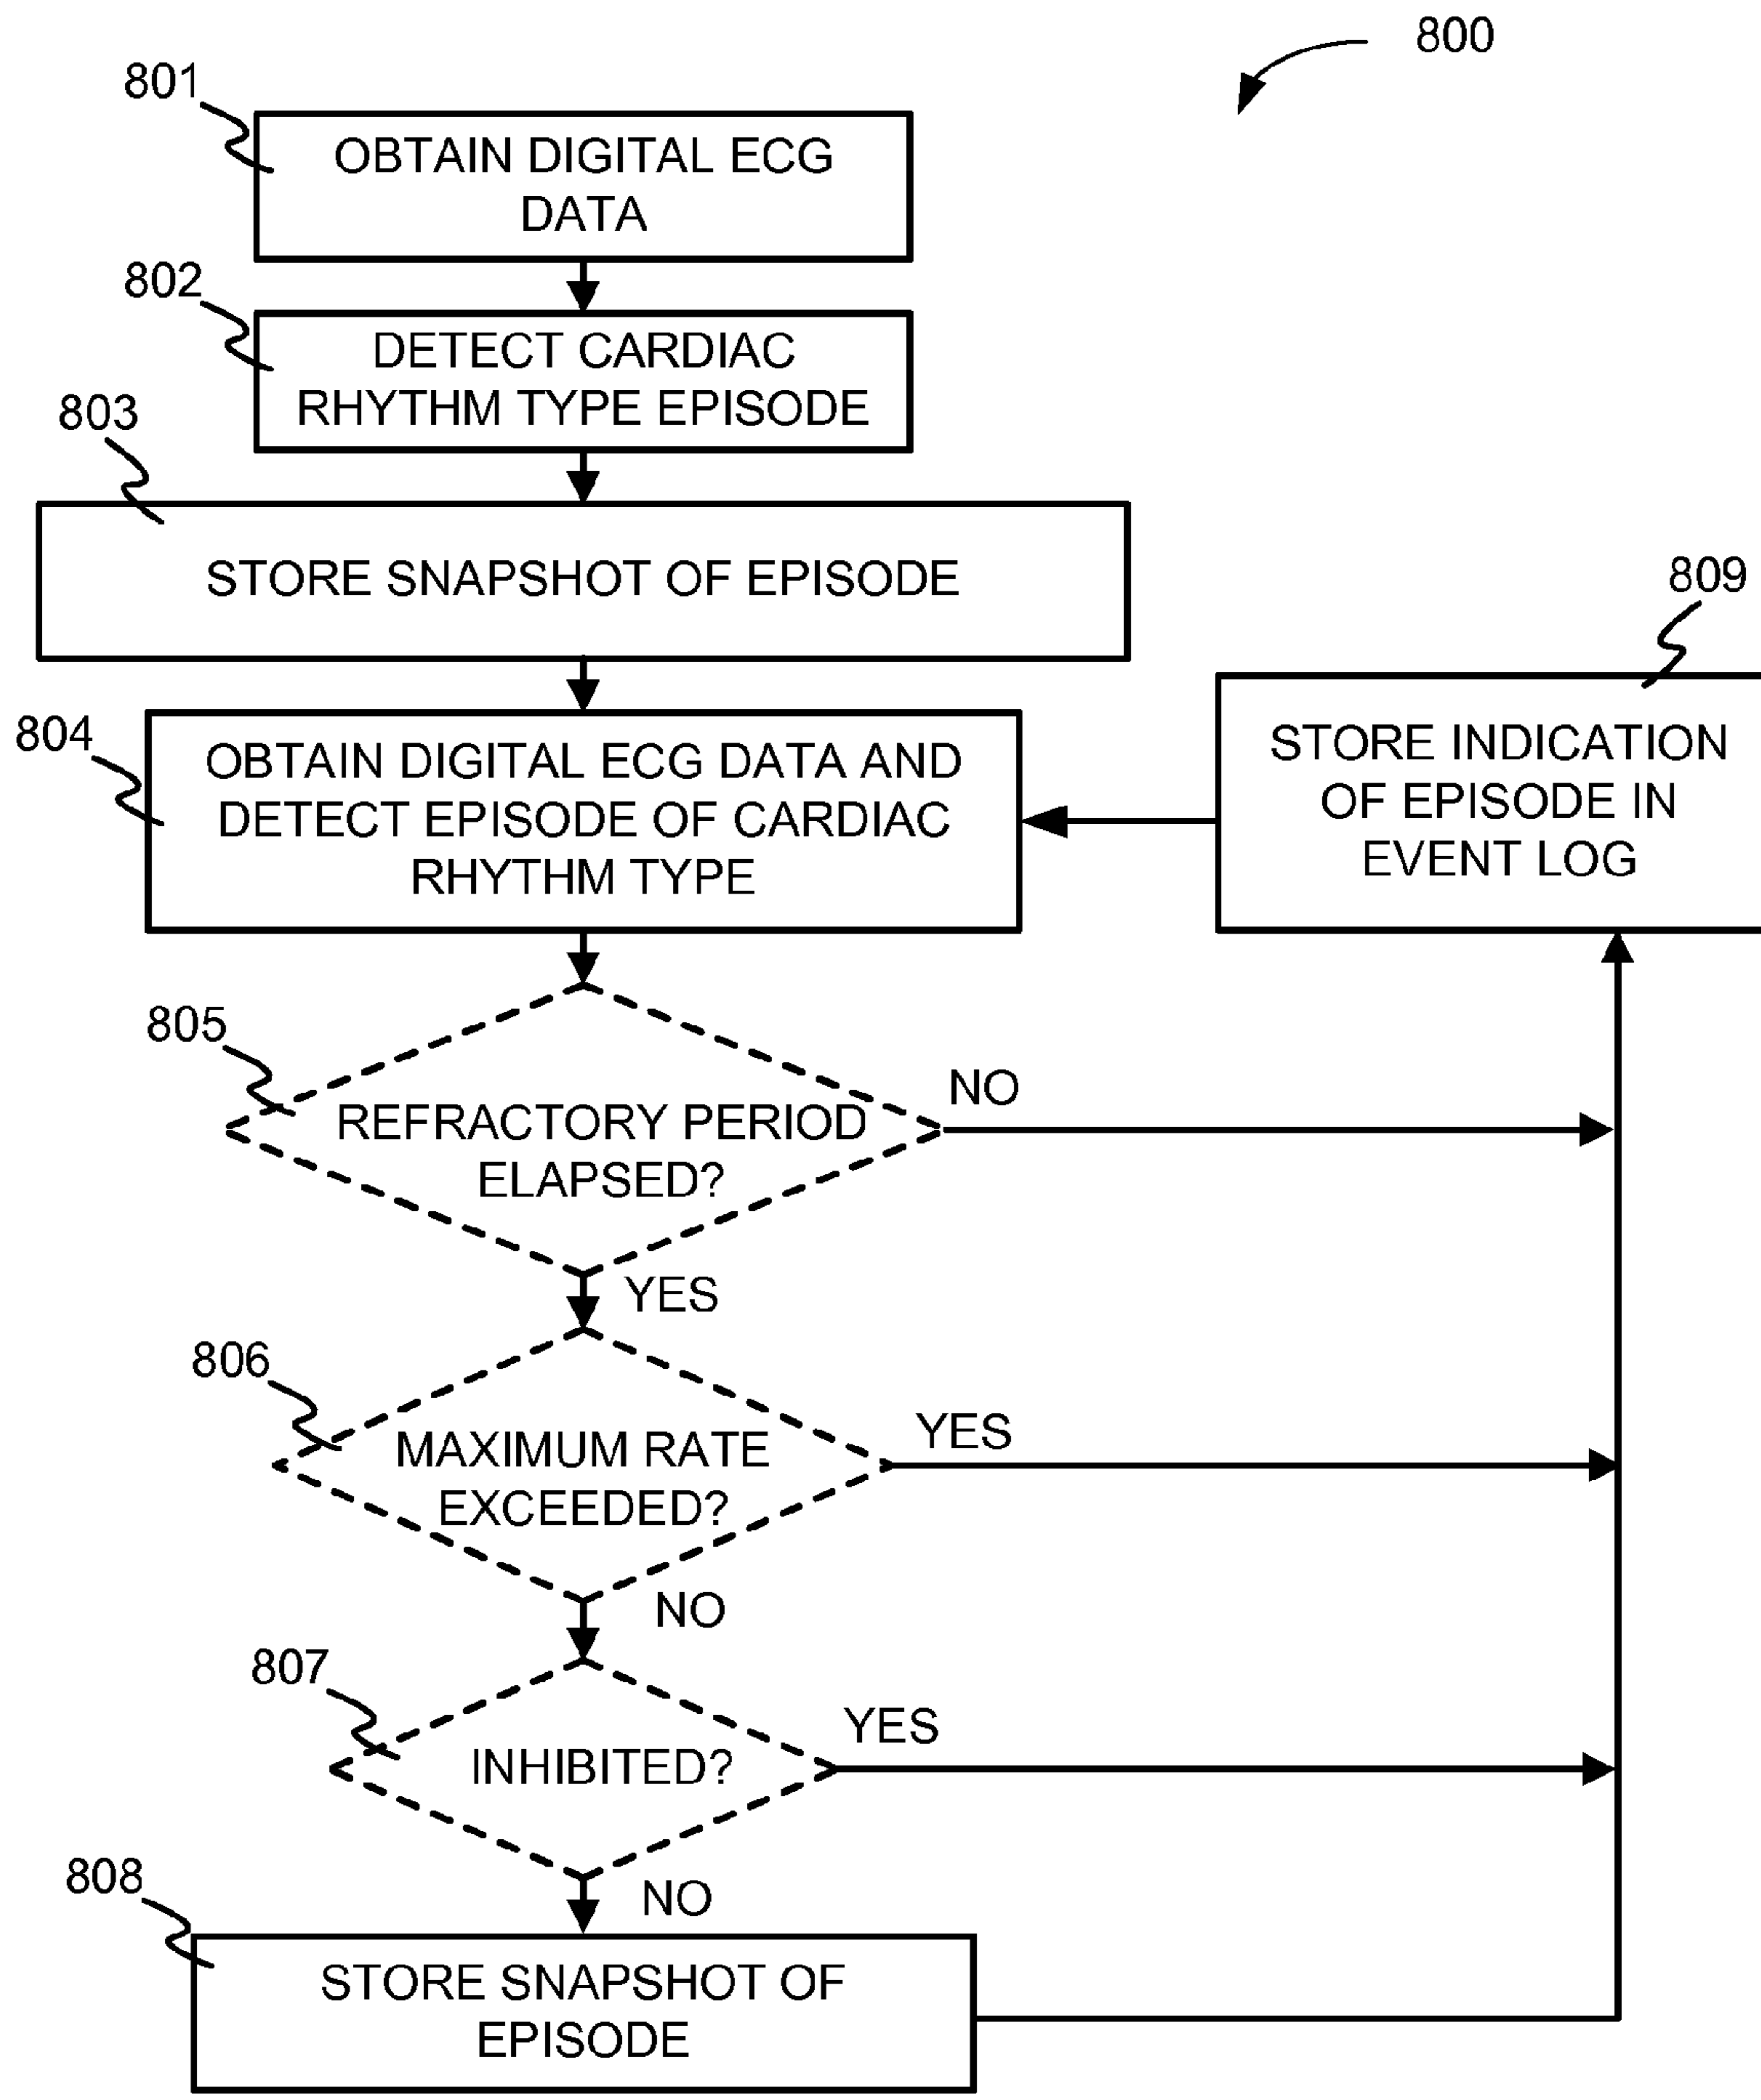 800
801
OBTAIN DIGITAL ECG
DATA
802
DETECT CARDIAC
RHYTHM TYPE EPISODE
803
STORE SNAPSHOT OF EPISODE
809
STORE INDICATION
OF EPISODE IN
EVENT LOG
804
OBTAIN DIGITAL ECG DATA AND
DETECT EPISODE OF CARDIAC
RHYTHM TYPE
805
REFRACTORY PERIOD
ELAPSED?
NO
YES
806
MAXIMUM RATE
EXCEEDED?
YES
NO
807
INHIBITED?
YES
NO
808
STORE SNAPSHOT OF
EPISODE